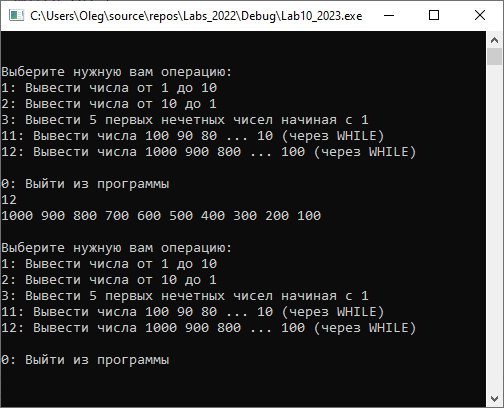 C:\Users\Oleg\source\repos\Labs_2022\Debug\Lab10_2023.exe
Выберите нужную вам операцию:
1: Вывести числа от 1 до 10
2: Вывести числа от 10 до 1
3: Вывести 5 первых нечетных чисел начиная с 1
11: Вывести числа 100 90 80 ... 10 (через WHILE)
12: Вывести числа 1000 900 800 ... 100 (через WHILE)
0: Выйти из программы
12
1000 900 800 700 600 500 400 300 200 100
Выберите нужную вам операцию:
1: Вывести числа от 1 до 10
2: Вывести числа от 10 до 1
3: Вывести 5 первых нечетных чисел начиная с 1
11: Вывести числа 100 90 80 ... 10 (через WHILE)
12: Вывести числа 1000 900 800 ... 100 (через WHILE)
0: Выйти из программы